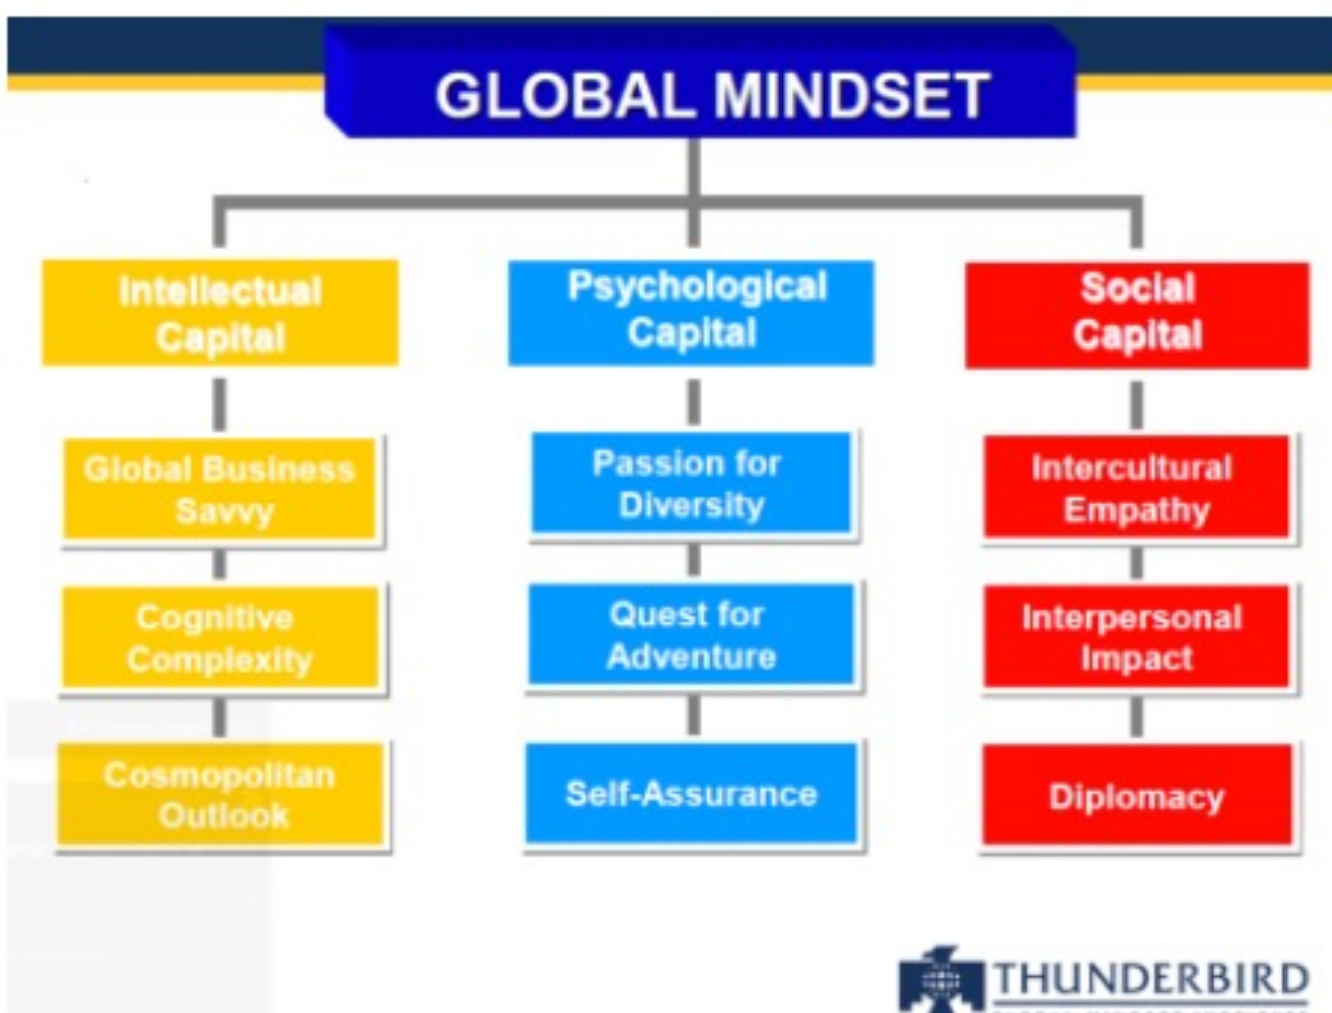 GLOBAL MINDSET
Intellectual
Capital
Global Business
Savvy
Cognitive
Complexity
Cosmopolitan
Outlook
Psychological
Capital
Passion for
Diversity
Quest for
Adventure
Self-Assurance
Social
Capital
Intercultural
Empathy
Interpersonal
Impact
Diplomacy
THUNDERBIRD